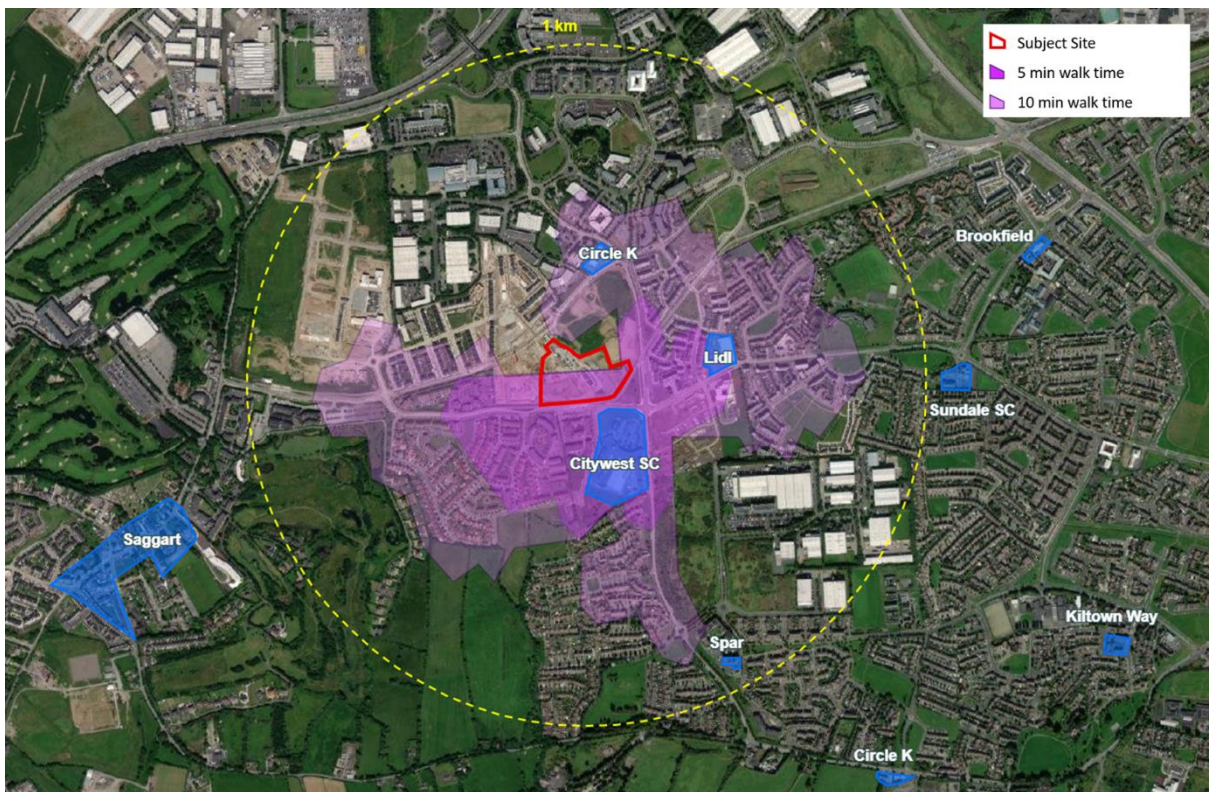 1 km
Subject Site
5 min walk time
10 min walk time
Circle K
Brookfield
Lidl
Sundale SC
Citywest SC
Saggart
Spar
Kiltown Way
Circle K